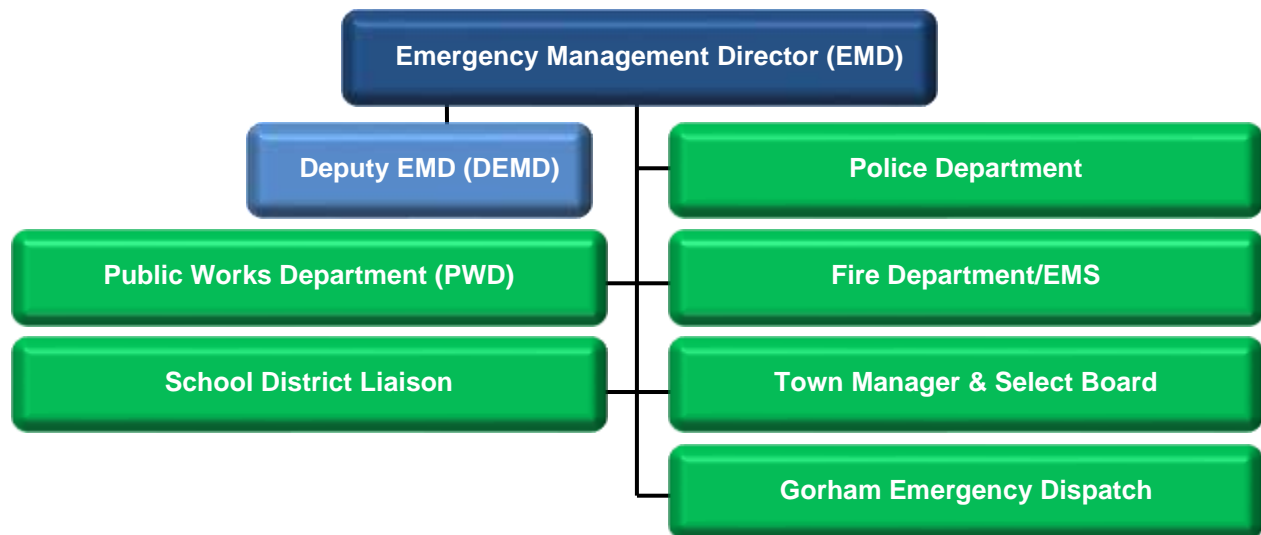 Emergency Management Director (EMD)
Deputy EMD (DEMD)
Police Department
Public Works Department (PWD)
Fire Department/EMS
School District Liaison
Town Manager & Select Board
Gorham Emergency Dispatch